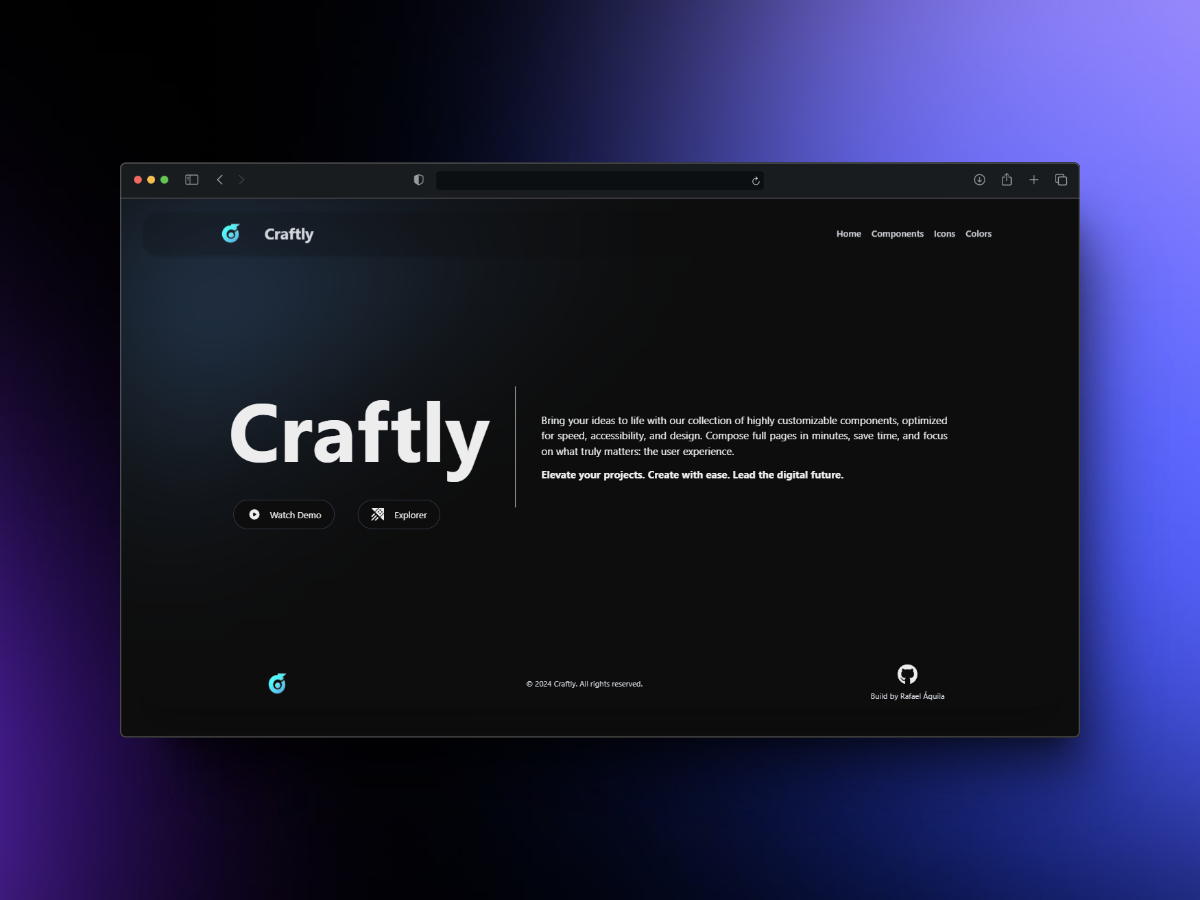 Craftly
Home Components Icons Colors
Craftly
Bring your ideas to life with our collection of highly customizable components, optimized
for speed, accessibility, and design. Compose full pages in minutes, save time, and focus
on what truly matters: the user experience.
Elevate your projects. Create with ease. Lead the digital future.
Watch Demo
Explorer
© 2024 Craftly. All rights reserved.
Build by Rafael Áquila